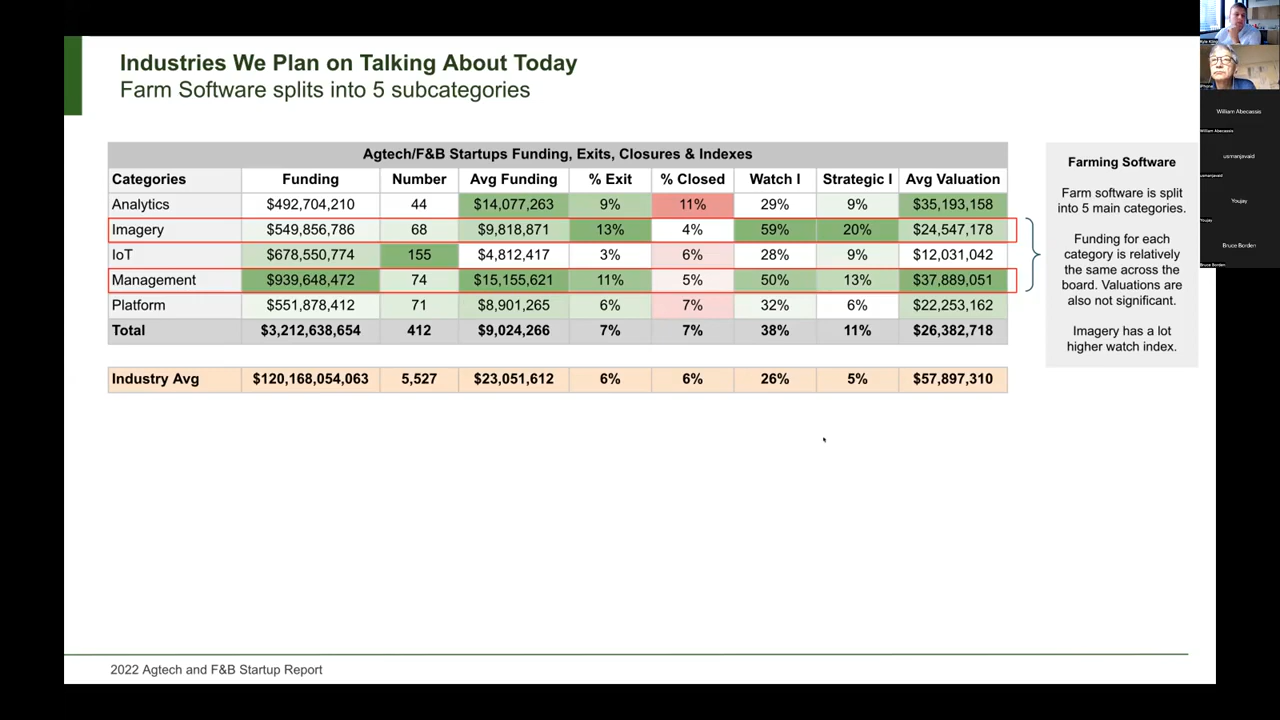 Industries We Plan on Talking About Today
Farm Software splits into 5 subcategories
Agtech/F&B Startups Funding, Exits, Closures & Indexes
Categories Funding Number Avg Funding % Exit % Closed Watch I Strategic I Avg Valuation
Analytics $492,704,210 44 $14,077,263 9% 11% 29% 9% $35,193,158
Imagery $549,856,786 68 $9,818,871 13% 4% 59% 20% $24,547,178
IoT $678,550,774 155 $4,812,417 3% 6% 28% 9% $12,031,042
Management $939,648,472 74 $15,155,621 11% 5% 50% 13% $37,889,051
Platform $551,878,412 71 $8,901,265 6% 7% 32% 6% $22,253,162
Total $3,212,638,654 412 $9,024,266 7% 7% 38% 11% $26,382,718
Industry Avg $120,168,054,063 5,527 $23,051,612 6% 6% 26% 5% $57,897,310
Farming Software
Farm software is split
into 5 main categories.
Funding for each
category is relatively
the same across the
board. Valuations are
also not significant.
Imagery has a lot
higher watch index.
2022 Agtech and F&B Startup Report
iPhone
William Abecassis
William Abecassis
usmanjavaid
usmanjavaid
Youjay
Youjay
Bruce Borden
Bruce Borden